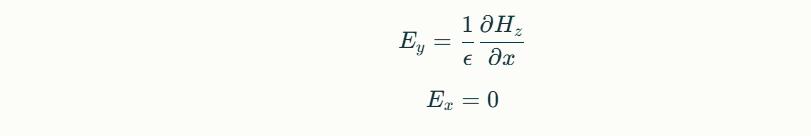 E_y = \frac{1}{\epsilon} \frac{\partial H_z}{\partial x}
E_x = 0